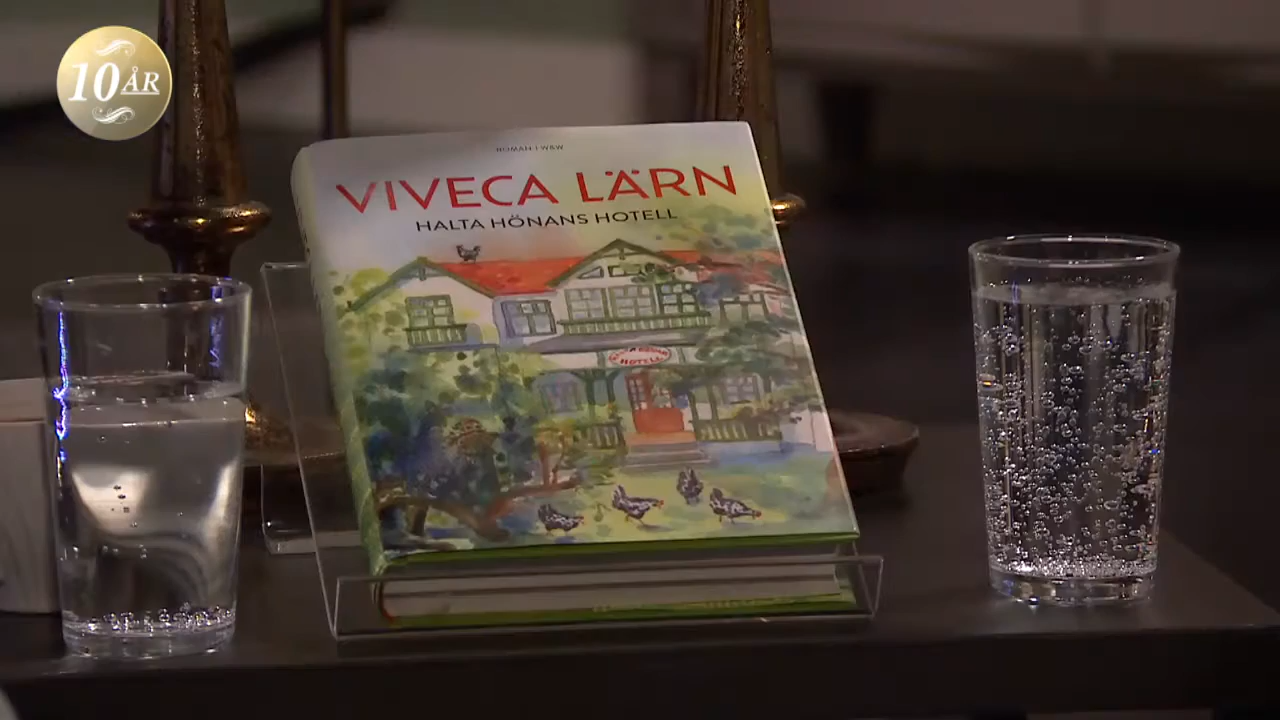 10 ÅR
ROMAN I W&W
VIVECA LÄRN
HALTA HÖNANS HOTELL
HOTELL